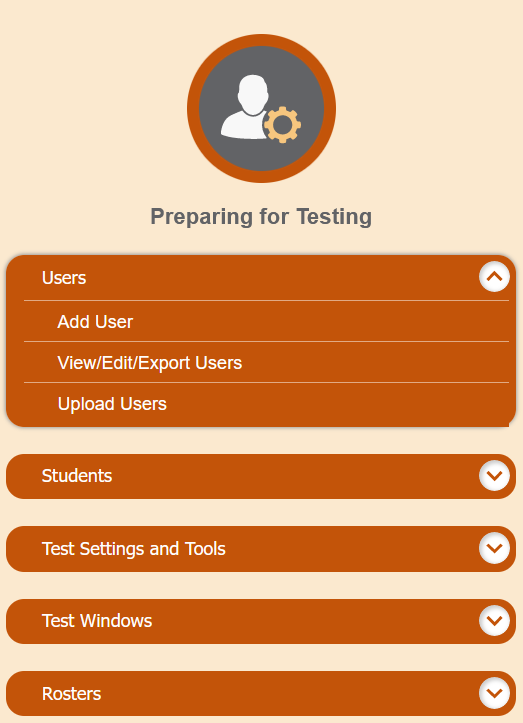 Preparing for Testing
Users
Add User
View/Edit/Export Users
Upload Users
Students
Test Settings and Tools
Test Windows
Rosters